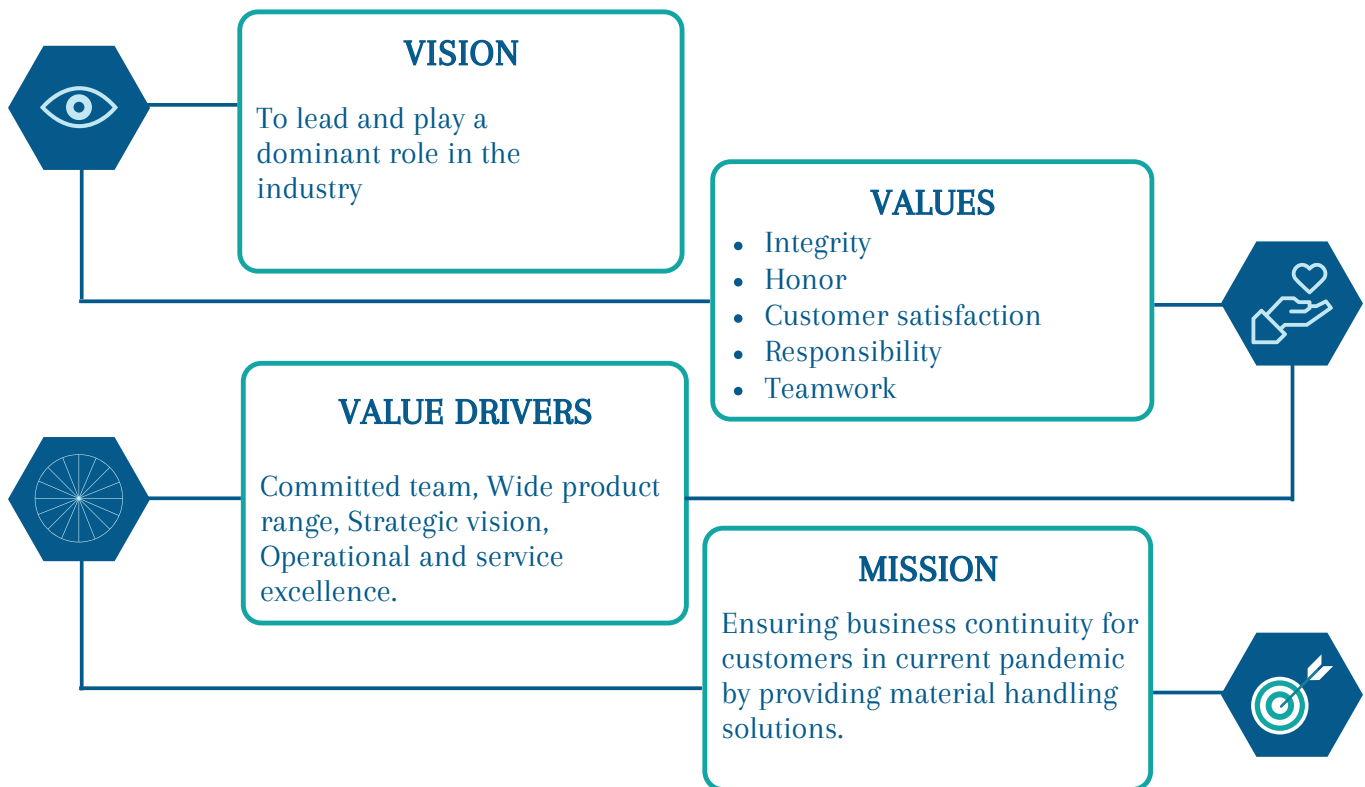 VISION
To lead and play a
dominant role in the
industry
VALUES
• Integrity
• Honor
• Customer satisfaction
• Responsibility
• Teamwork
VALUE DRIVERS
Committed team, Wide product
range, Strategic vision,
Operational and service
excellence.
MISSION
Ensuring business continuity for
customers in current pandemic
by providing material handling
solutions.